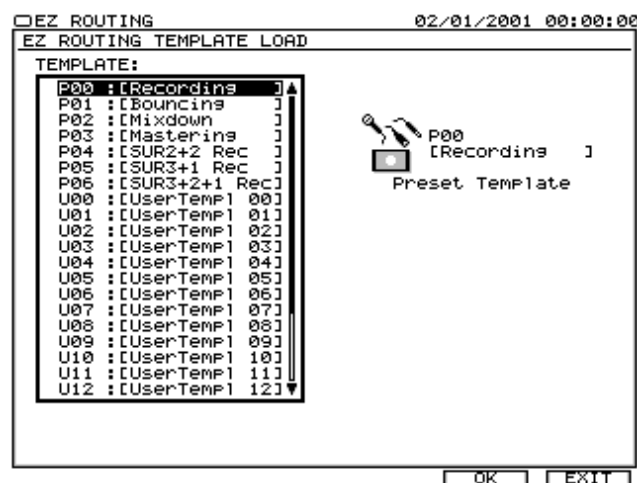 EZ ROUTING 02/01/2001 00:00:00
EZ ROUTING TEMPLATE LOAD
TEMPLATE:
P00 :[Recording ]
P01 :[Bouncing ]
P02 :[Mixdown ]
P03 :[Mastering ]
P04 :[SUR2+2 Rec ]
P05 :[SUR3+1 Rec ]
P06 :[SUR3+2+1 Rec]
U00 :[UserTempl 00]
U01 :[UserTempl 01]
U02 :[UserTempl 02]
U03 :[UserTempl 03]
U04 :[UserTempl 04]
U05 :[UserTempl 05]
U06 :[UserTempl 06]
U07 :[UserTempl 07]
U08 :[UserTempl 08]
U09 :[UserTempl 09]
U10 :[UserTempl 10]
U11 :[UserTempl 11]
U12 :[UserTempl 12]
P00
[Recording ]
Preset Template
OK EXIT